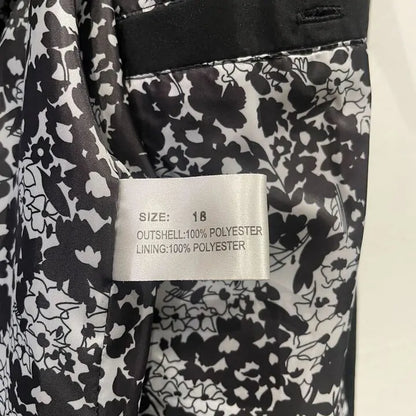 SIZE: 18
OUTSHELL:100% POLYESTER
LINING:100% POLYESTER